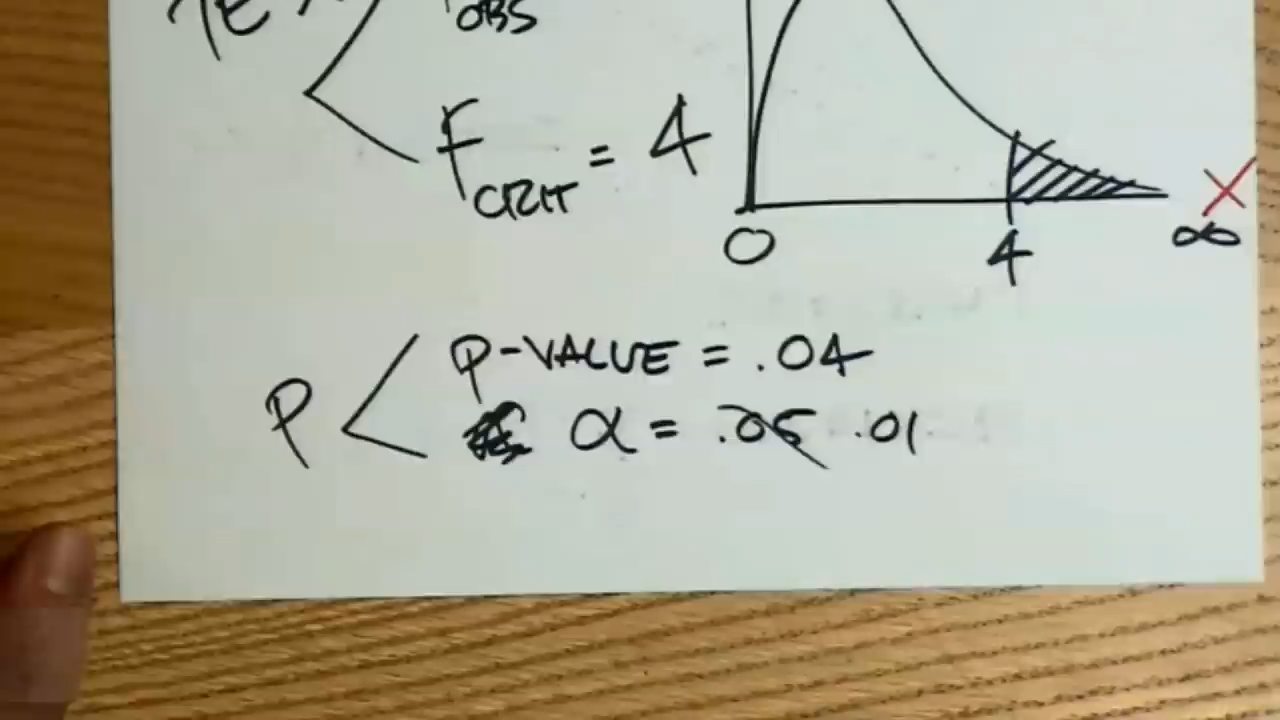 OBS
F CRIT = 4
0 4 ∞
P P-VALUE = .04
α = .05 .01